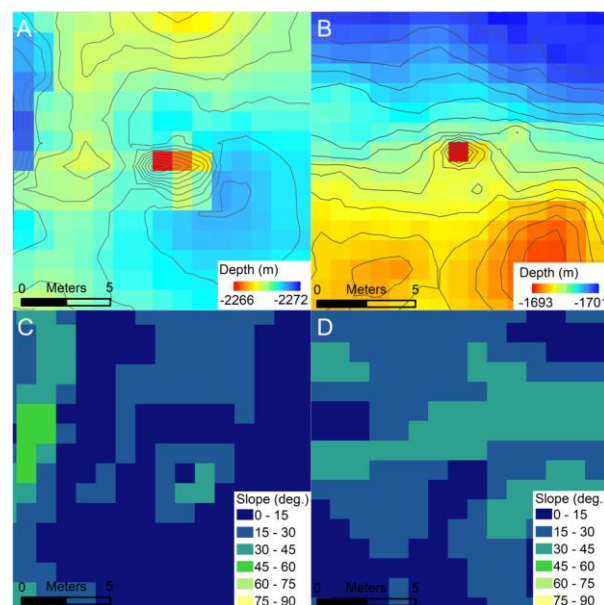 A
B
Depth (m)
-2266 -2272
0 Meters 5
Depth (m)
-1693 -1701
0 Meters 5
C
D
Slope (deg.)
0 - 15
15 - 30
30 - 45
45 - 60
60 - 75
75 - 90
0 Meters 5
Slope (deg.)
0 - 15
15 - 30
30 - 45
45 - 60
60 - 75
75 - 90
0 Meters 5